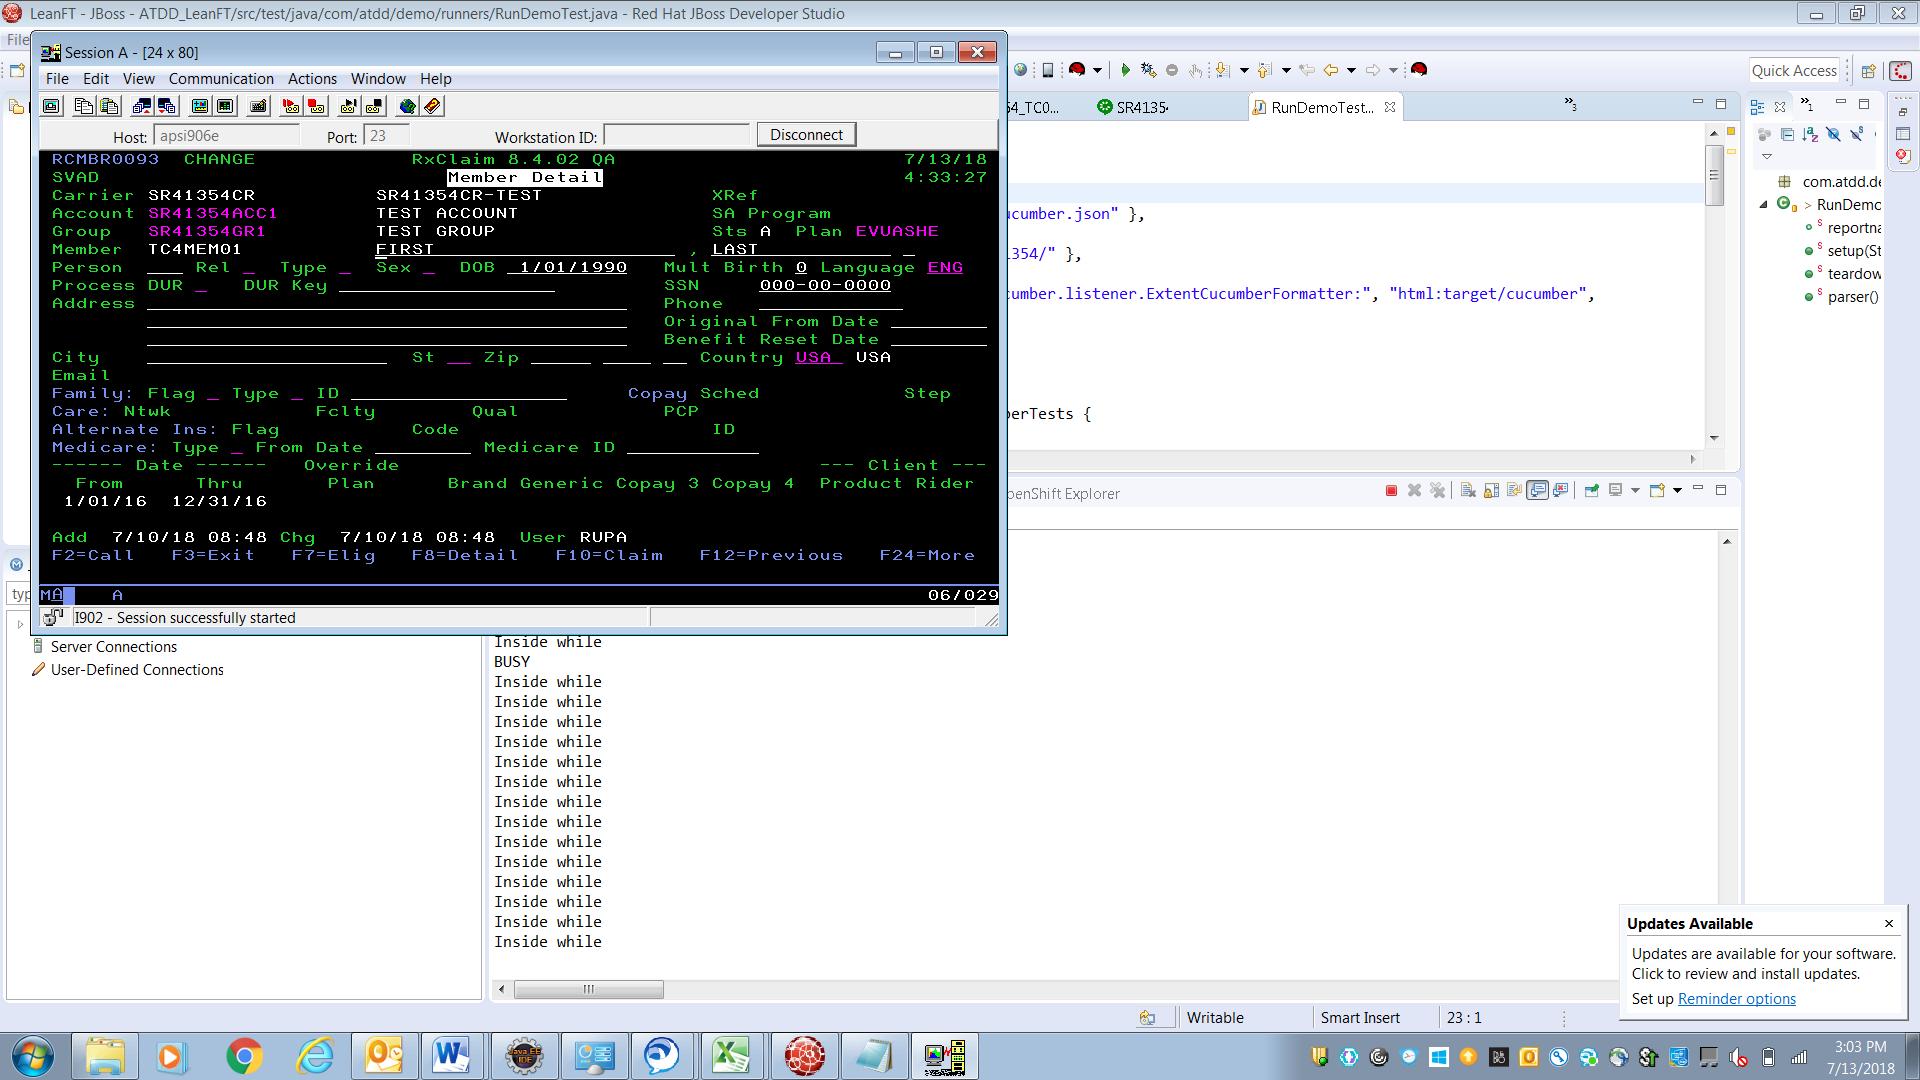 LeanFT - JBoss - ATDD_LeanFT/src/test/java/com/atdd/demo/runners/RunDemoTest.java - Red Hat JBoss Developer Studio
File
Session A - [24 x 80]
File Edit View Communication Actions Window Help
Quick Access
Host: apsi906e Port: 23 Workstation ID: Disconnect
54_TC0... SR4135 RunDemoTest... 3 1
RCMBR0093 CHANGE RxClaim 8.4.02 QA 7/13/18
SVAD Member Detail 4:33:27
Carrier SR41354CR SR41354CR-TEST XRef
Account SR41354ACC1 TEST ACCOUNT SA Program
Group SR41354GR1 TEST GROUP Sts A Plan EVUASHE
Member TC4MEM01 FIRST , LAST
Person Rel Type Sex DOB 1/01/1990 Mult Birth 0 Language ENG
Process DUR DUR Key SSN 000-00-0000
Address Phone
Original From Date
Benefit Reset Date
City St Zip Country USA USA
Email
Family: Flag Type ID Copay Sched Step
Care: Ntwk Fclty Qual PCP
Alternate Ins: Flag Code ID
Medicare: Type From Date Medicare ID
------ Date ------ Override --- Client ---
From Thru Plan Brand Generic Copay 3 Copay 4 Product Rider
1/01/16 12/31/16
Add 7/10/18 08:48 Chg 7/10/18 08:48 User RUPA
F2=Call F3=Exit F7=Elig F8=Detail F10=Claim F12=Previous F24=More
MA A 06/029
I902 - Session successfully started
ucumber.json" },
1354/" },
cumber.listener.ExtentCucumberFormatter:", "html:target/cucumber",
berTests {
com.atdd.de
> RunDemo
reportna
setup(St
teardow
parser()
penShift Explorer
typ
Server Connections
User-Defined Connections
Inside while
BUSY
Inside while
Inside while
Inside while
Inside while
Inside while
Inside while
Inside while
Inside while
Inside while
Inside while
Inside while
Inside while
Inside while
Inside while
Updates Available
Updates are available for your software.
Click to review and install updates.
Set up Reminder options
Writable Smart Insert 23 : 1
Java EE
IDE
3:03 PM
7/13/2018